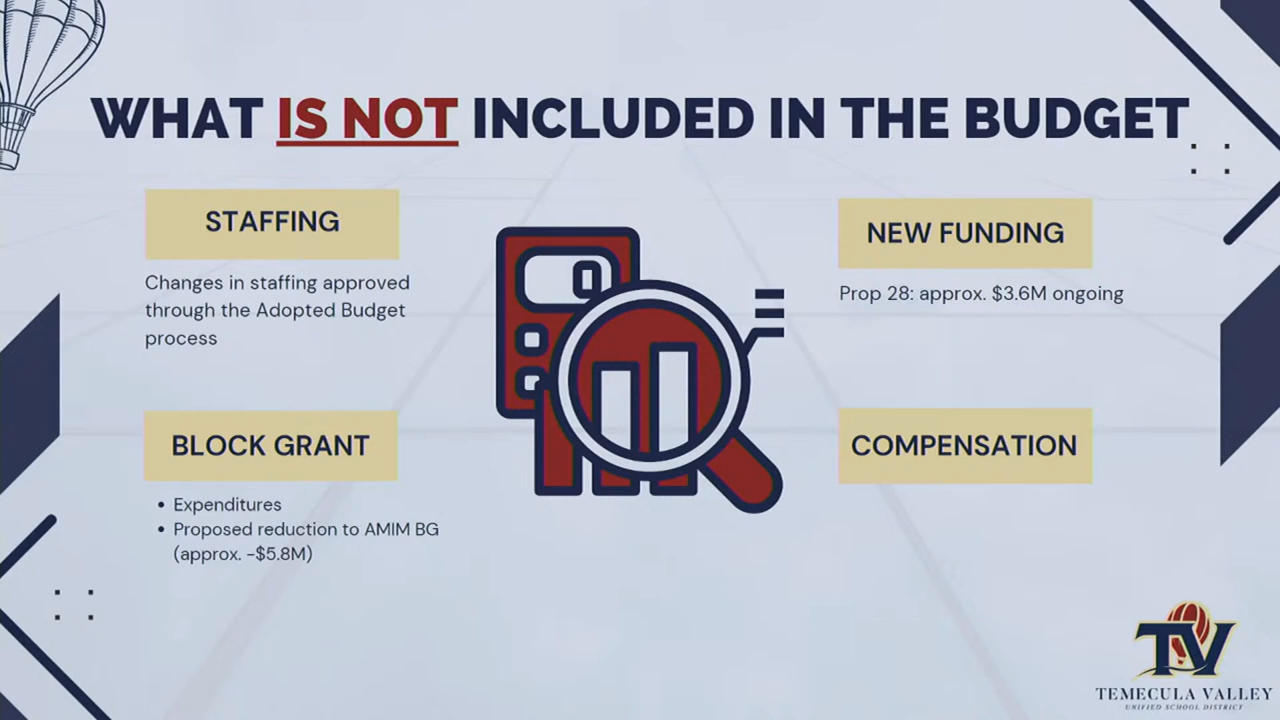 WHAT IS NOT INCLUDED IN THE BUDGET
STAFFING
Changes in staffing approved
through the Adopted Budget
process
BLOCK GRANT
• Expenditures
• Proposed reduction to AMIM BG
(approx. -$5.8M)
NEW FUNDING
Prop 28: approx. $3.6M ongoing
COMPENSATION
TV
TEMECULA VALLEY
UNIFIED SCHOOL DISTRICT